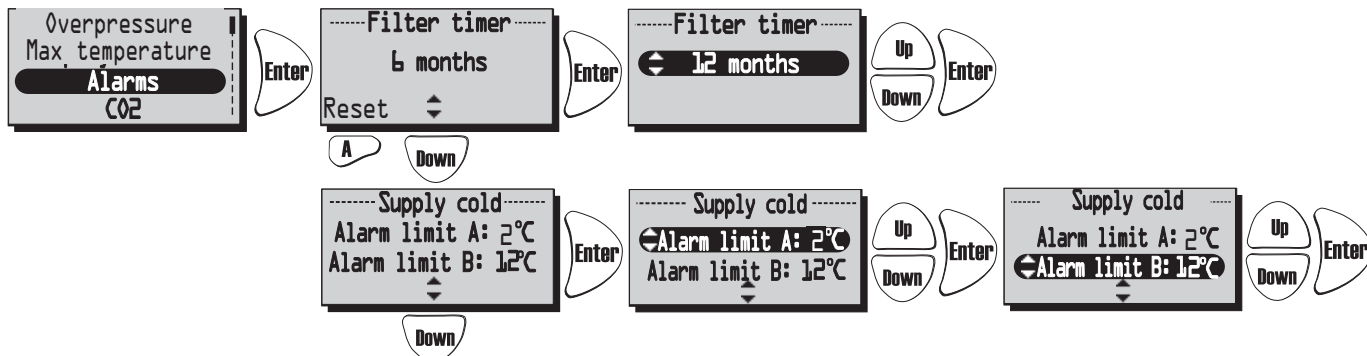 Overpressure
Max temperature
Alarms
CO2
Enter
Filter timer
6 months
Reset
A
Down
Enter
Filter timer
12 months
Up
Down
Enter
Supply cold
Alarm limit A: 2°C
Alarm limit B: 12°C
Down
Enter
Supply cold
Alarm limit A: 2°C
Alarm limit B: 12°C
Up
Down
Enter
Supply cold
Alarm limit A: 2°C
Alarm limit B: 12°C
Up
Down
Enter